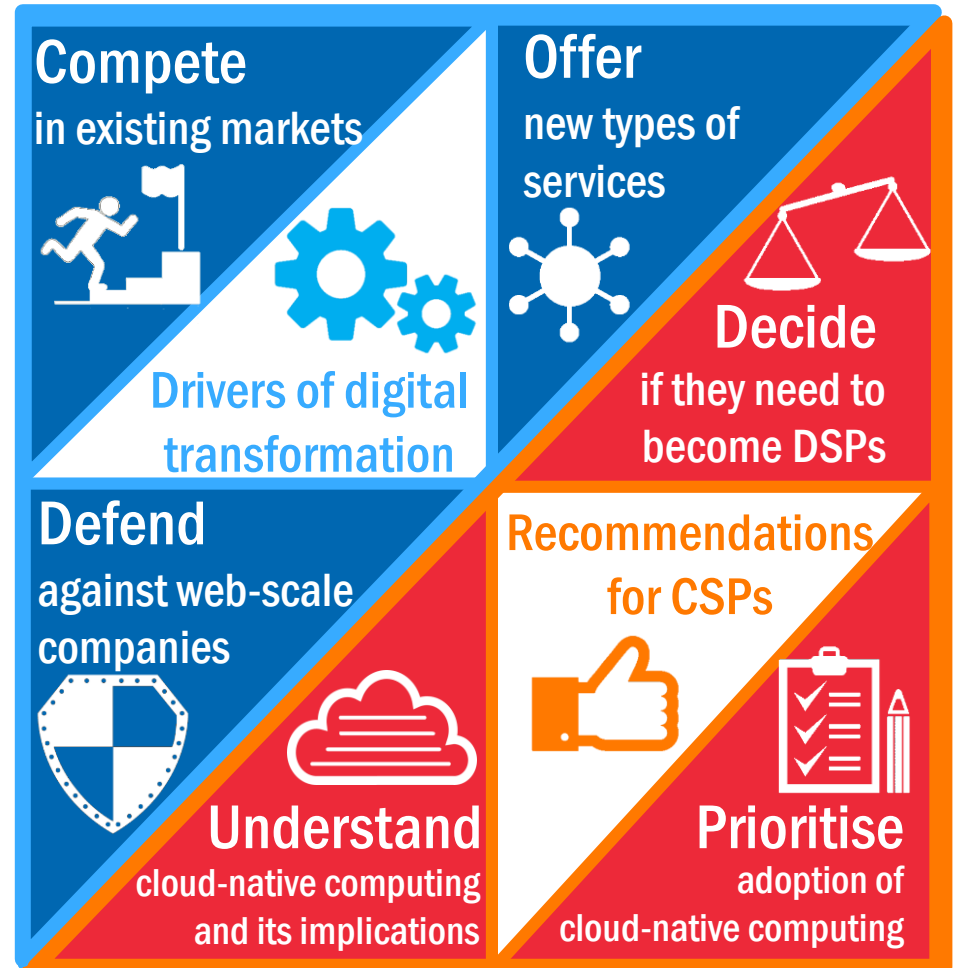 Compete
in existing markets
Drivers of digital
transformation
Offer
new types of
services
Decide
if they need to
become DSPs
Defend
against web-scale
companies
Understand
cloud-native computing
and its implications
Recommendations
for CSPs
Prioritise
adoption of
cloud-native computing